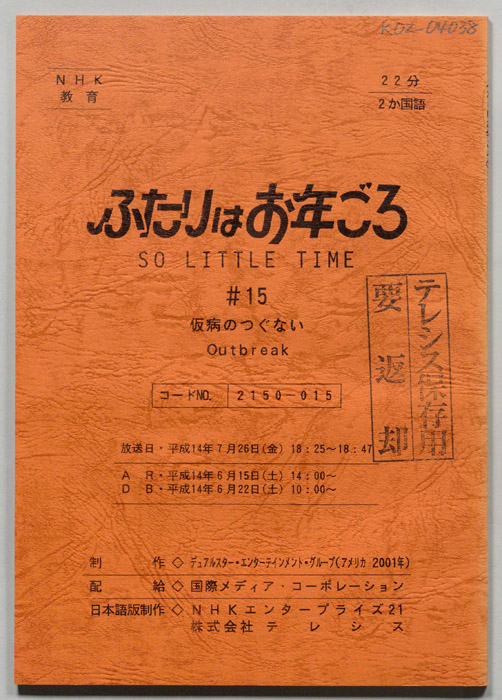 KDZ-04038
NHK
教育
22分
2か国語
ふたりはお年ごろ
SO LITTLE TIME
#15
仮病のつぐない
Outbreak
コードNO. 2150-015
テレシス保存用
要返却
放送日・平成14年7月26日(金) 18:25~18:47
AR・平成14年6月15日(土) 14:00~
DB・平成14年6月22日(土) 10:00~
制作◇デュアルスター・エンターテインメント・グループ(アメリカ 2001年)
配給◇国際メディア・コーポレーション
日本語版制作◇NHKエンタープライズ21
株式会社テレシス